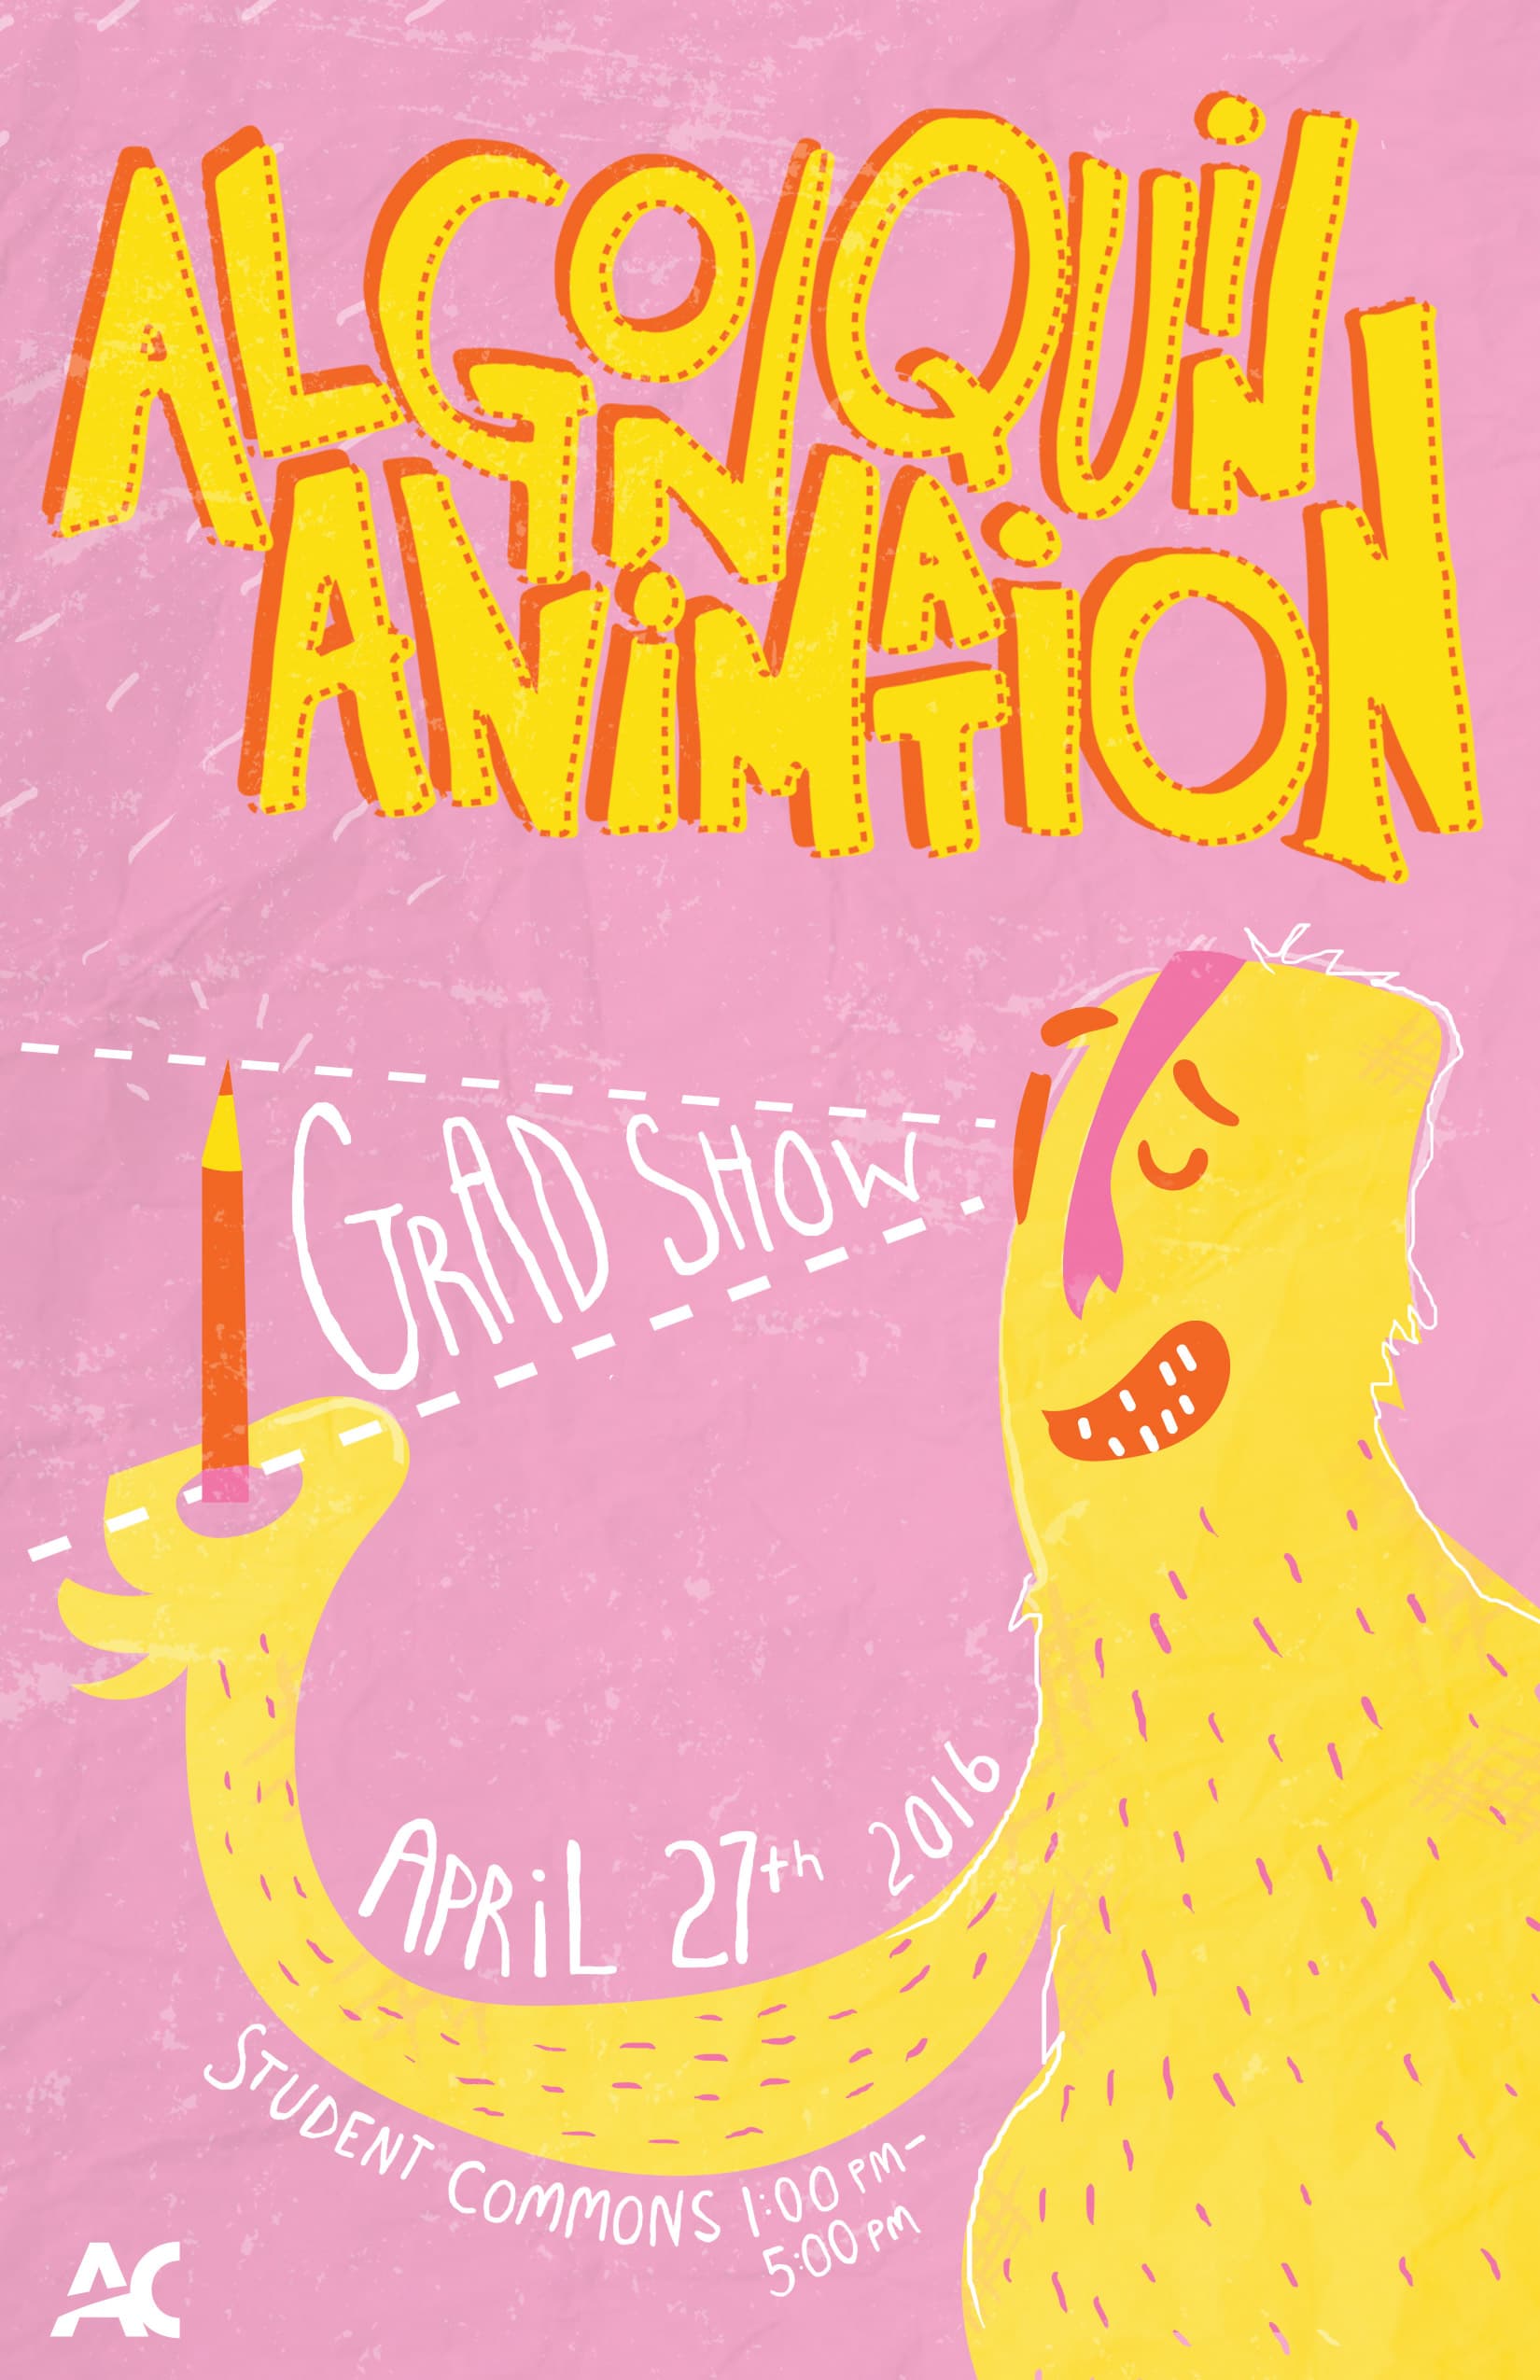 ALGONQUiN
ANiMATiON
GRAD SHOW
APRiL 27th 2016
STUDENT COMMONS 1:00 PM-
5:00 PM
AC